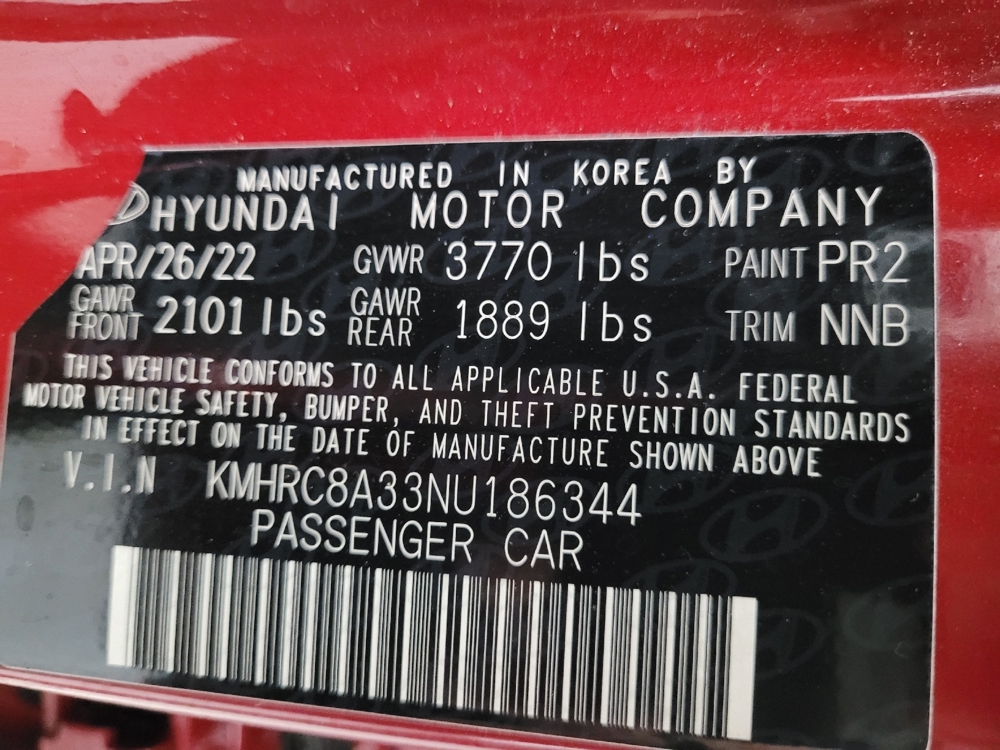 MANUFACTURED IN KOREA BY
HYUNDAI MOTOR COMPANY
APR/26/22 GVWR 3770 lbs PAINT PR2
GAWR FRONT 2101 lbs GAWR REAR 1889 lbs TRIM NNB
THIS VEHICLE CONFORMS TO ALL APPLICABLE U.S.A. FEDERAL
MOTOR VEHICLE SAFETY, BUMPER, AND THEFT PREVENTION STANDARDS
IN EFFECT ON THE DATE OF MANUFACTURE SHOWN ABOVE
V.I.N KMHRC8A33NU186344
PASSENGER CAR